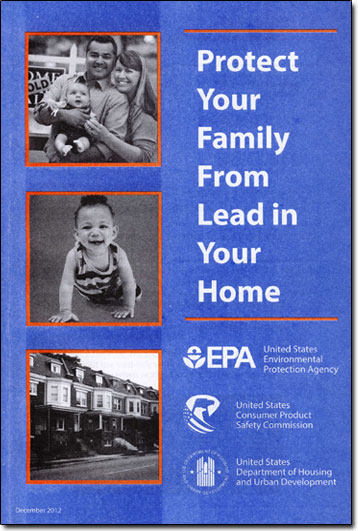 Protect
Your
Family
From
Lead in
Your
Home
EPA
United States
Environmental
Protection Agency
United States
Consumer Product
Safety Commission
United States
Department of Housing
and Urban Development
December 2012